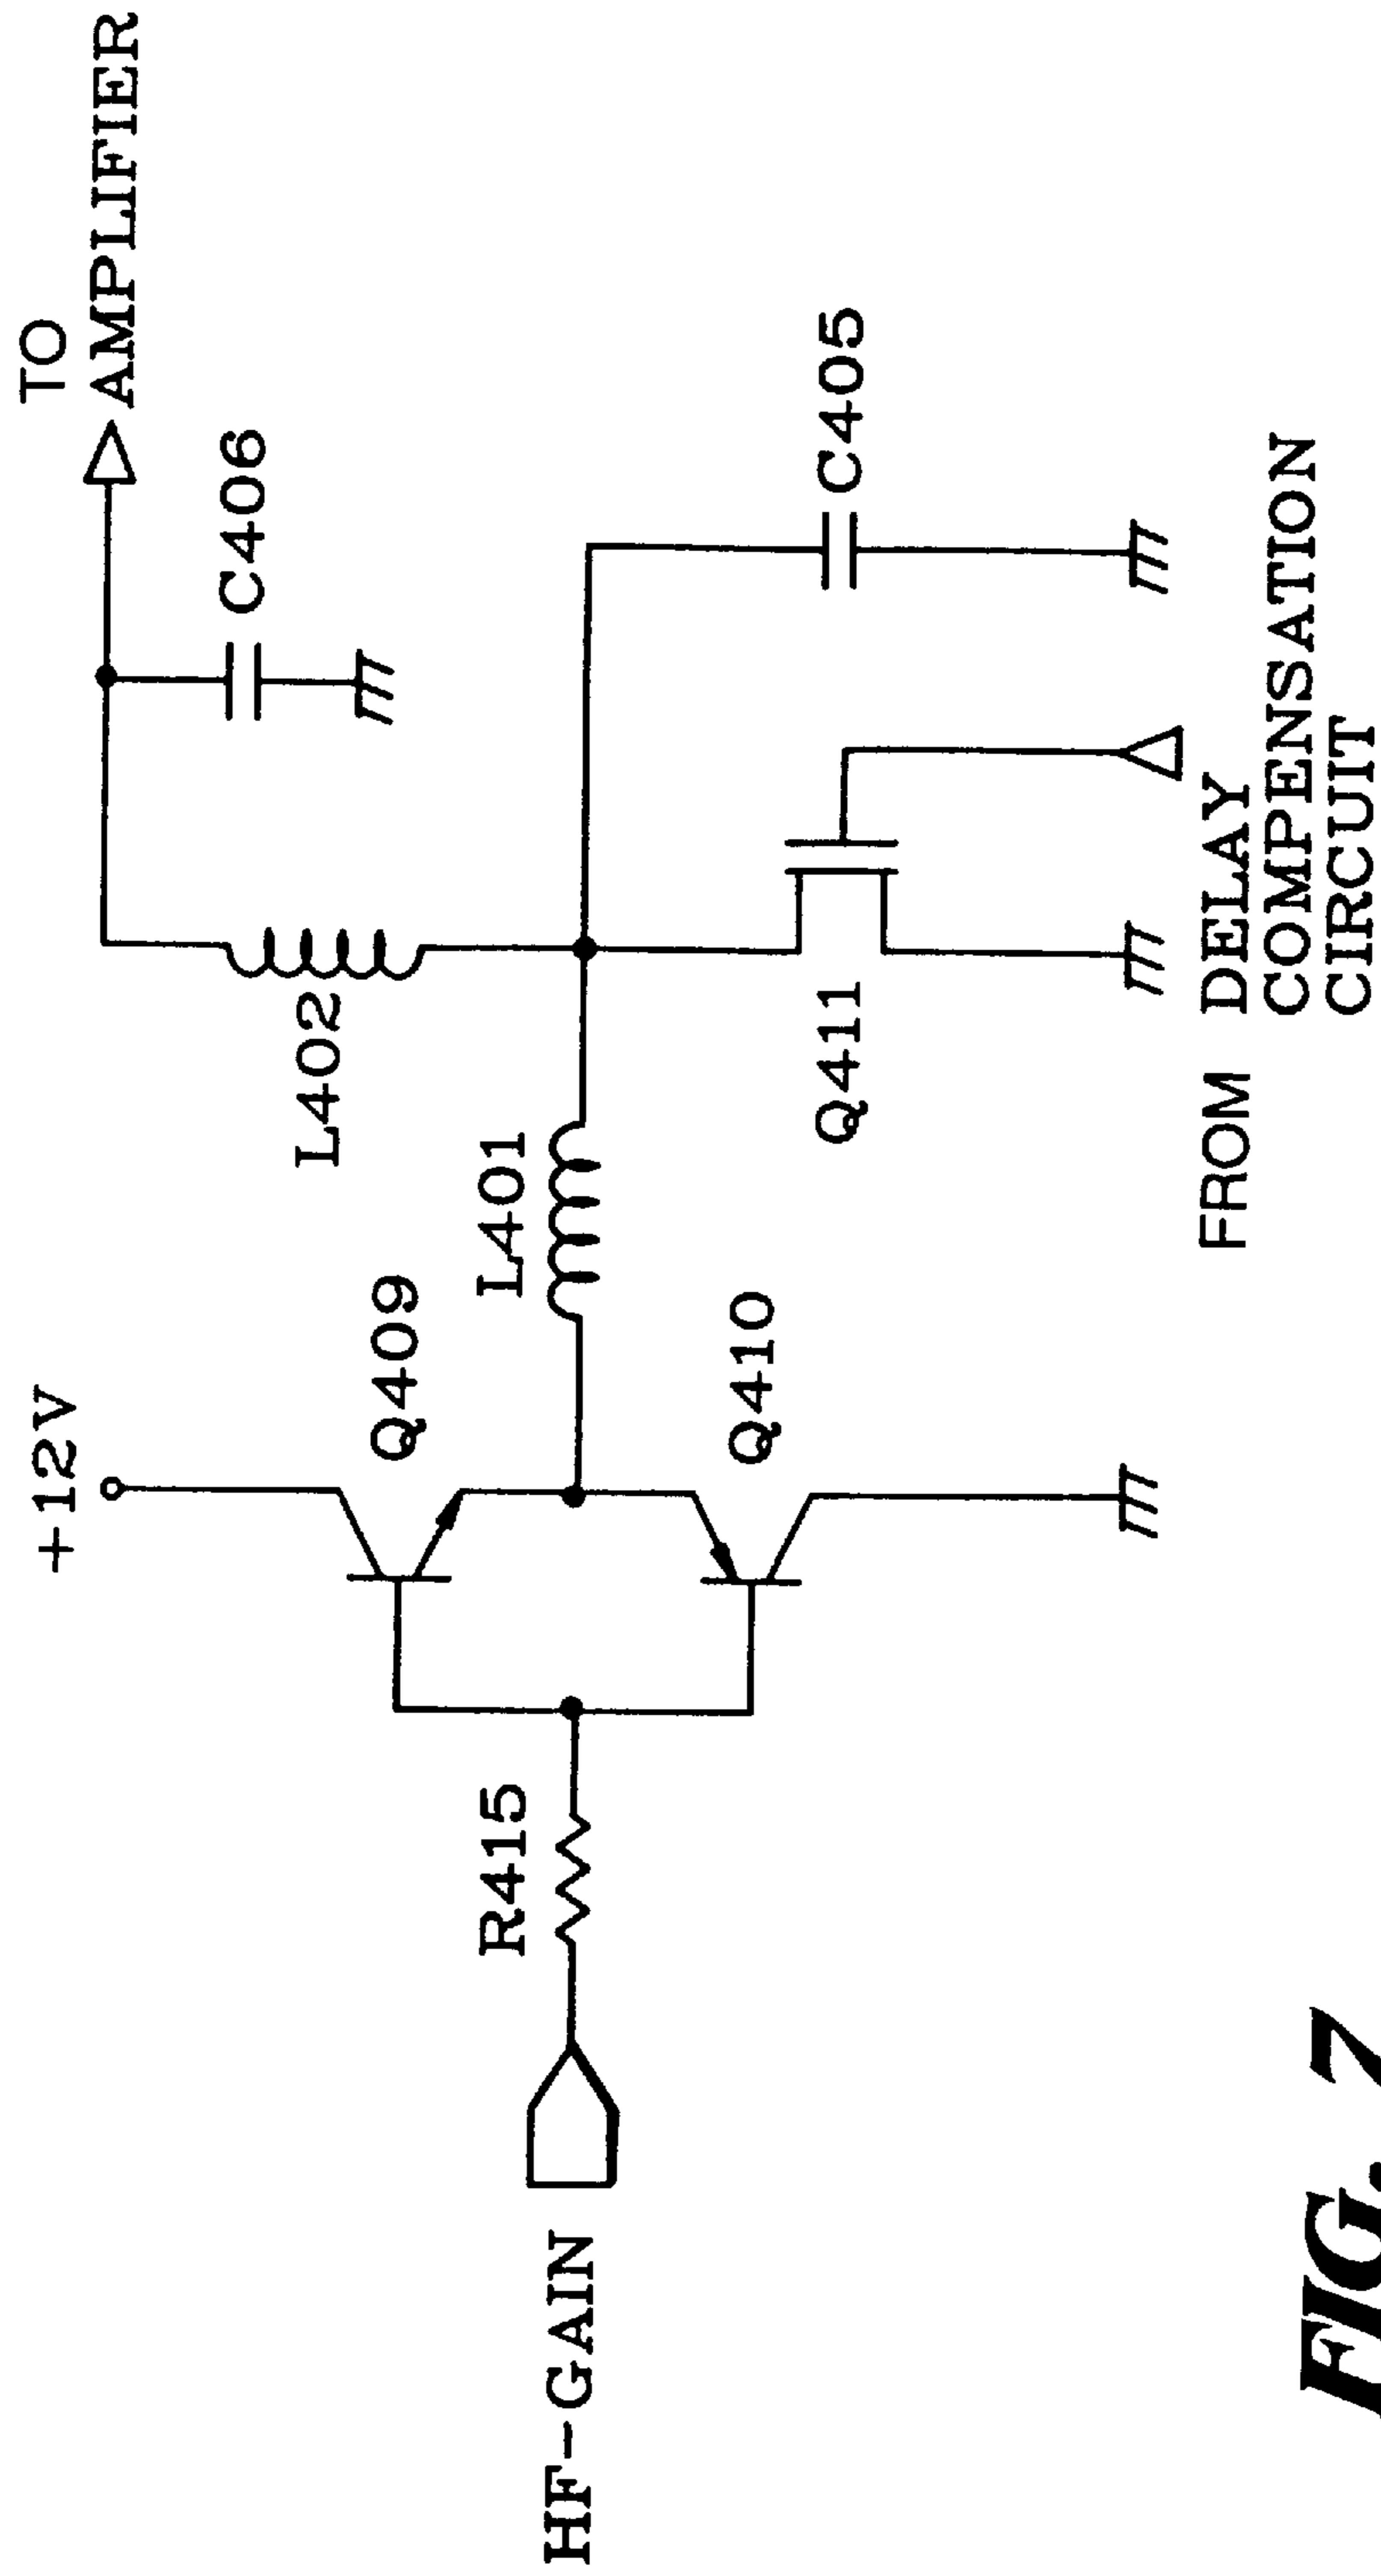 +12V
TO
AMPLIFIER
C406
L402
Q409
L401
R415
HF-GAIN
Q410
Q411
C405
FROM DELAY
COMPENSATION
CIRCUIT
FIG. 7